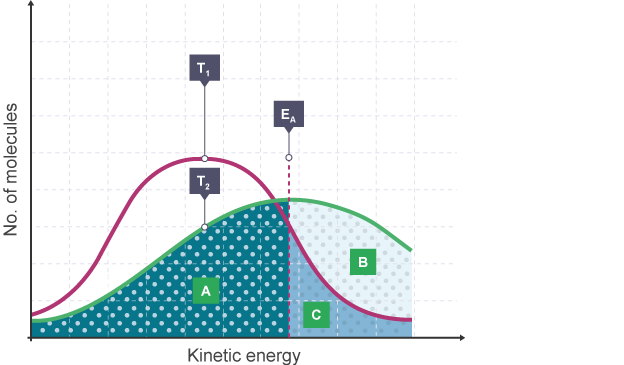 T₁
Eₐ
T₂
No. of molecules
A
B
C
Kinetic energy